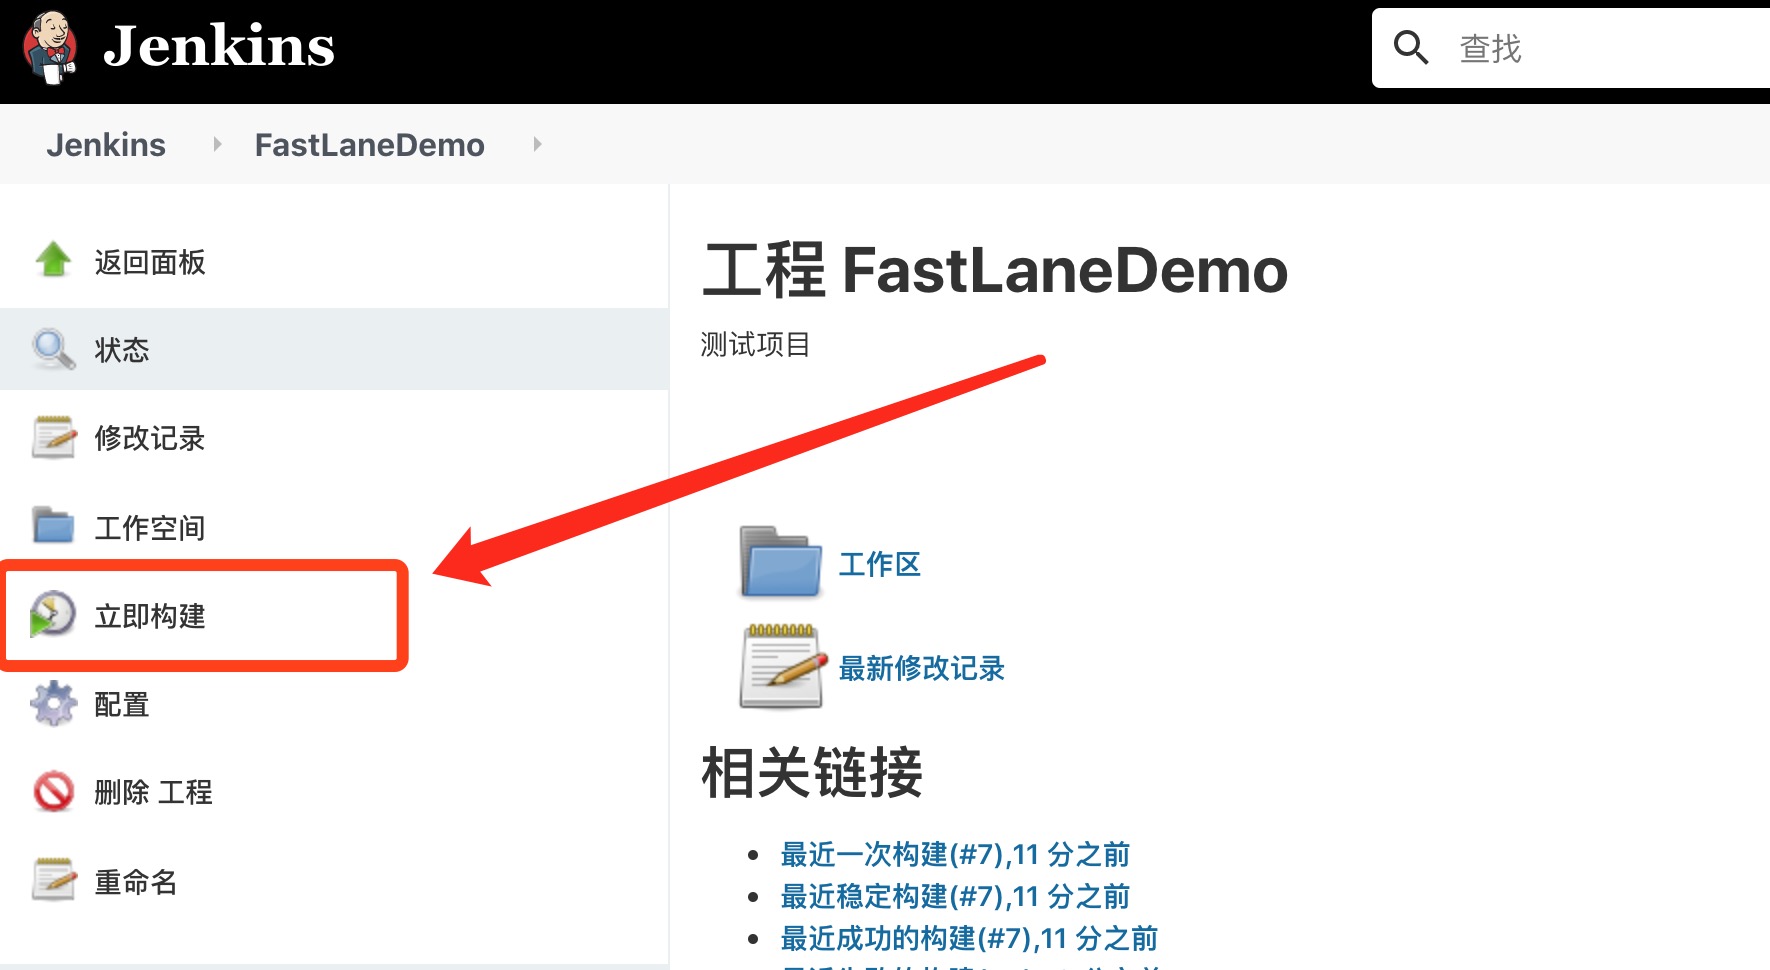 Jenkins
查找
Jenkins
FastLaneDemo
返回面板
状态
修改记录
工作空间
立即构建
配置
删除 工程
重命名
工程 FastLaneDemo
测试项目
工作区
最新修改记录
相关链接
最近一次构建(#7),11 分之前
最近稳定构建(#7),11 分之前
最近成功的构建(#7),11 分之前